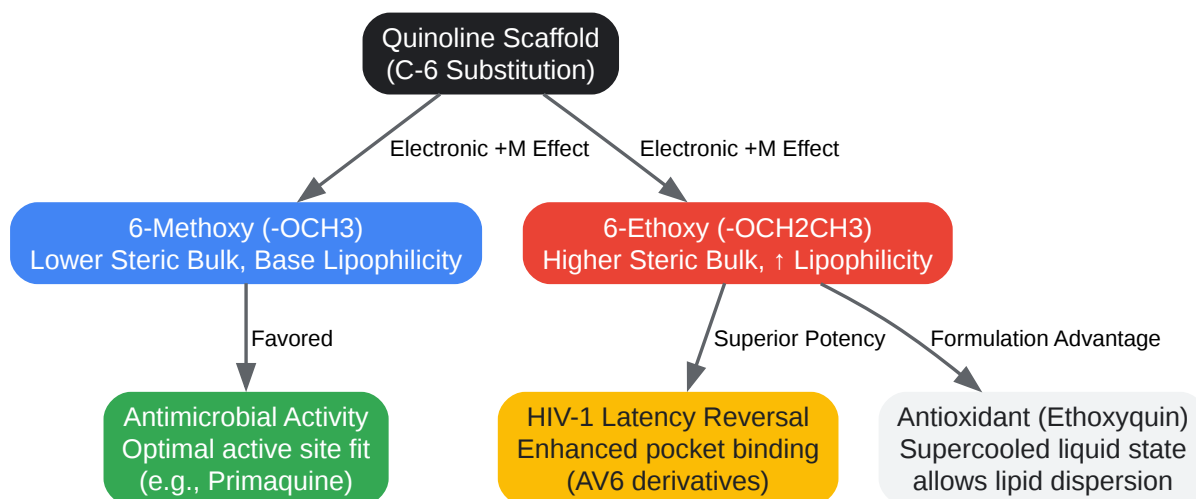 Quinoline Scaffold
(C-6 Substitution)
Electronic +M Effect
Electronic +M Effect
6-Methoxy (-OCH3)
Lower Steric Bulk, Base Lipophilicity
6-Ethoxy (-OCH2CH3)
Higher Steric Bulk, ↑ Lipophilicity
Favored
Superior Potency
Formulation Advantage
Antimicrobial Activity
Optimal active site fit
(e.g., Primaquine)
HIV-1 Latency Reversal
Enhanced pocket binding
(AV6 derivatives)
Antioxidant (Ethoxyquin)
Supercooled liquid state
allows lipid dispersion